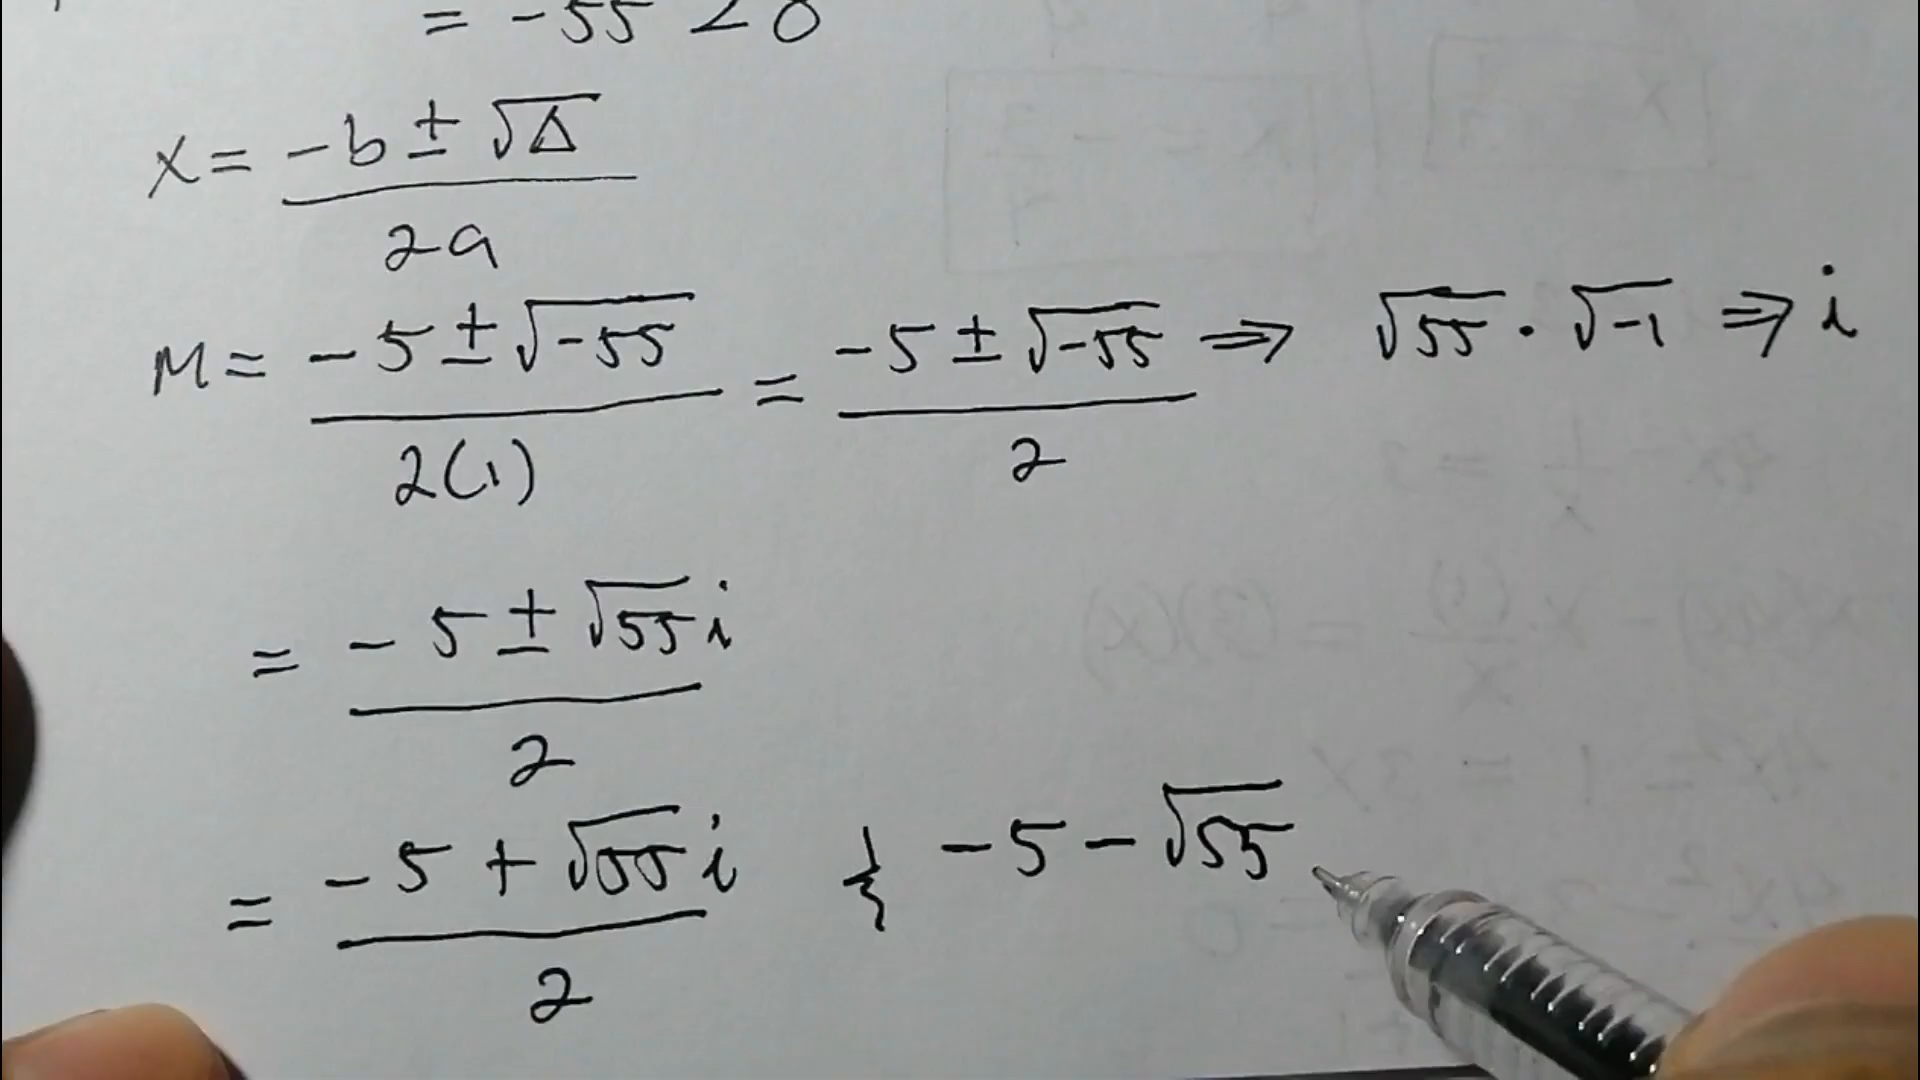 = -55 < 0
x = (-b ± √Δ) / 2a
M = (-5 ± √-55) / 2(1) = (-5 ± √-55) / 2 ⇒ √55 · √-1 ⇒ i
= (-5 ± √55 i) / 2
= (-5 + √55 i) / 2 & -5 - √55